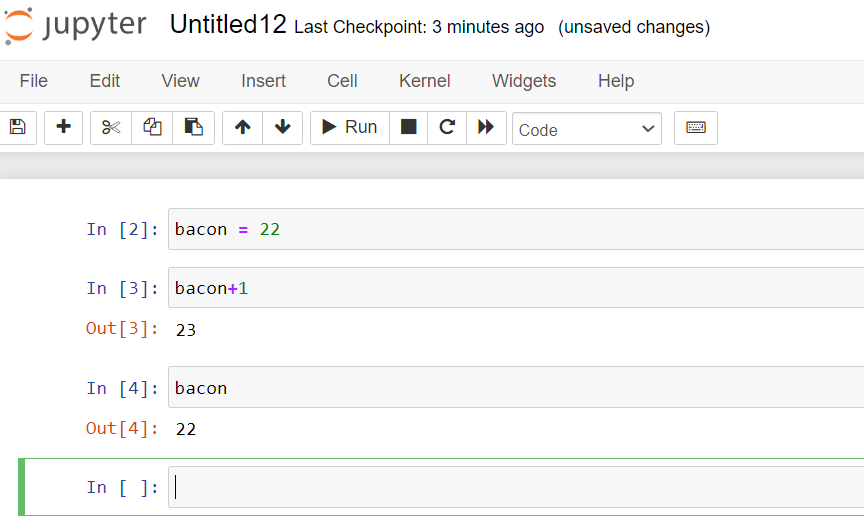 jupyter Untitled12 Last Checkpoint: 3 minutes ago (unsaved changes)
File Edit View Insert Cell Kernel Widgets Help
Run Code
In [2]: bacon = 22
In [3]: bacon+1
Out[3]: 23
In [4]: bacon
Out[4]: 22
In [ ]: